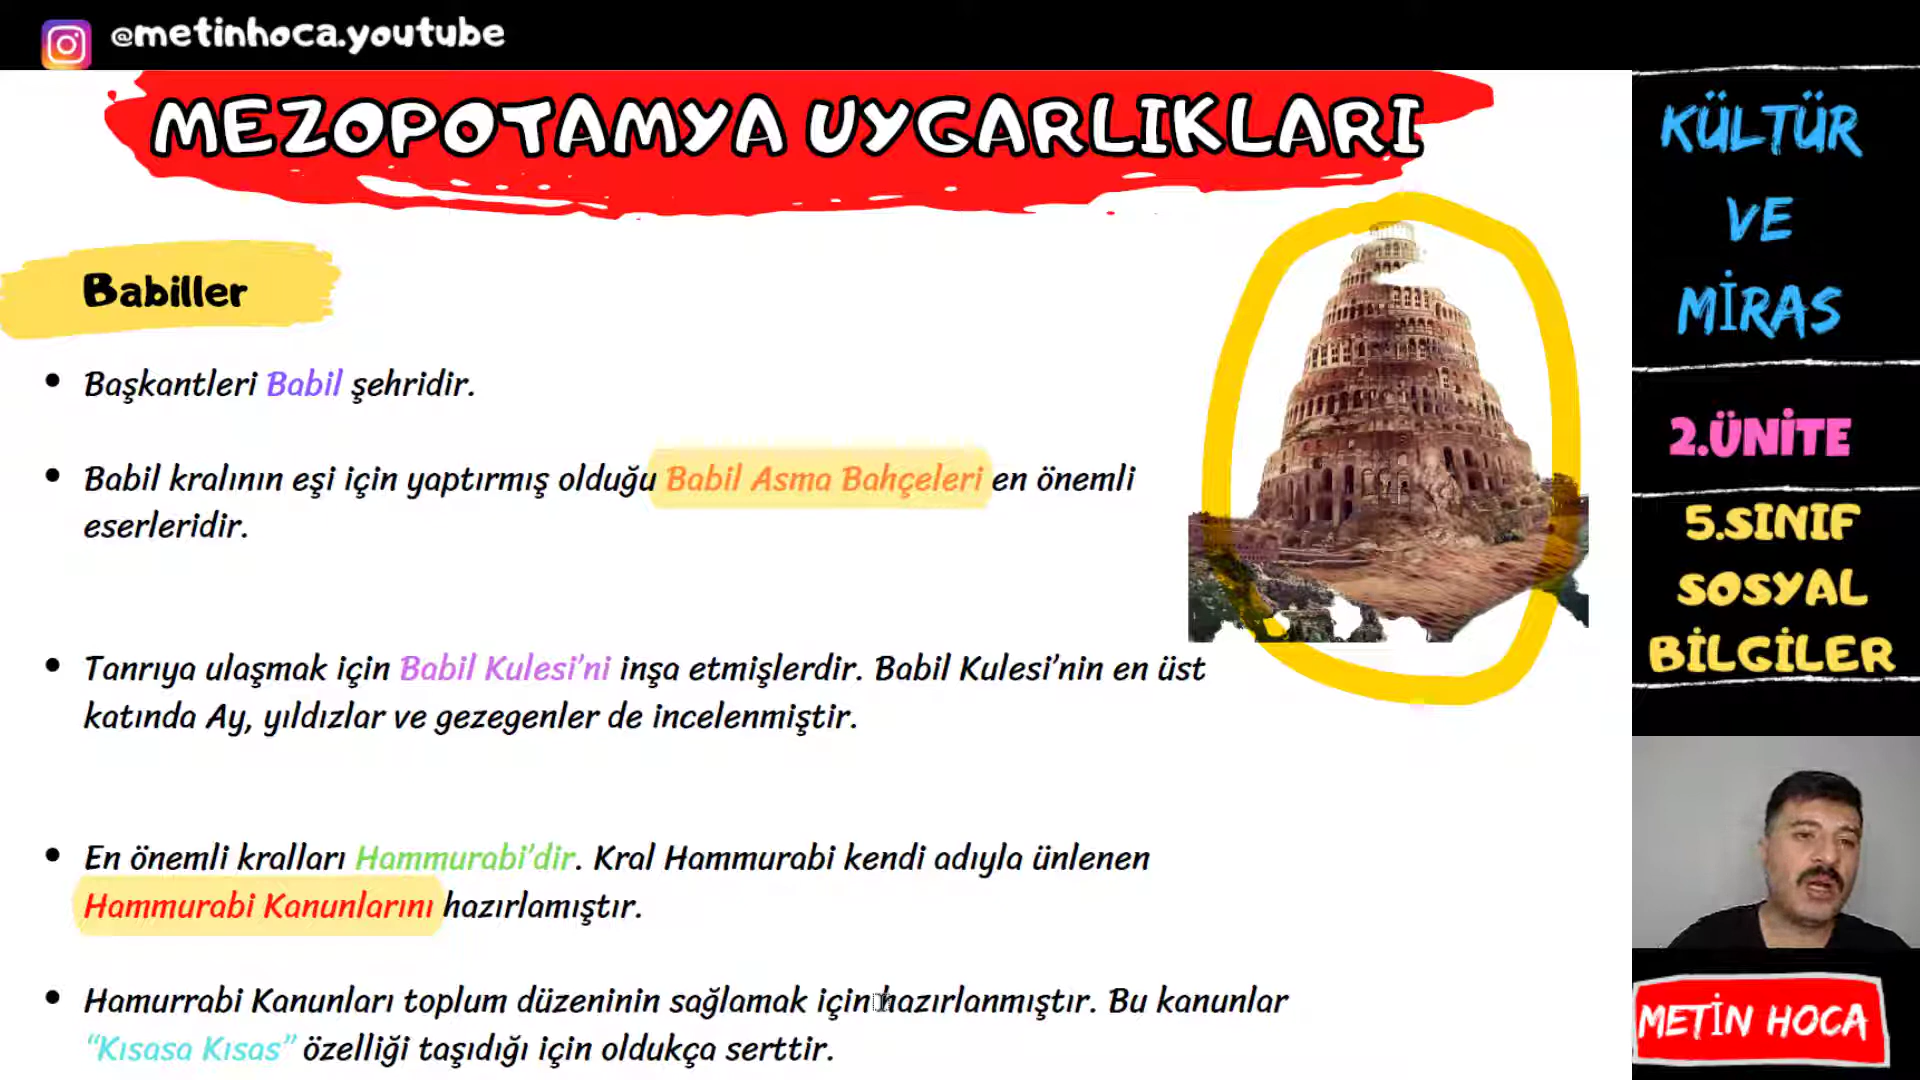 @metinhoca.youtube
MEZOPOTAMYA UYGARLIKLARI
Babiller
• Başkantleri Babil şehridir.
• Babil kralının eşi için yaptırmış olduğu Babil Asma Bahçeleri en önemli
eserleridir.
• Tanrıya ulaşmak için Babil Kulesi’ni inşa etmişlerdir. Babil Kulesi’nin en üst
katında Ay, yıldızlar ve gezegenler de incelenmiştir.
• En önemli kralları Hammurabi’dir. Kral Hammurabi kendi adıyla ünlenen
Hammurabi Kanunlarını hazırlamıştır.
• Hamurrabi Kanunları toplum düzeninin sağlamak için hazırlanmıştır. Bu kanunlar
“Kısasa Kısas” özelliği taşıdığı için oldukça serttir.
KÜLTÜR
VE
MİRAS
2.ÜNİTE
5.SINIF
SOSYAL
BİLGİLER
METİN HOCA